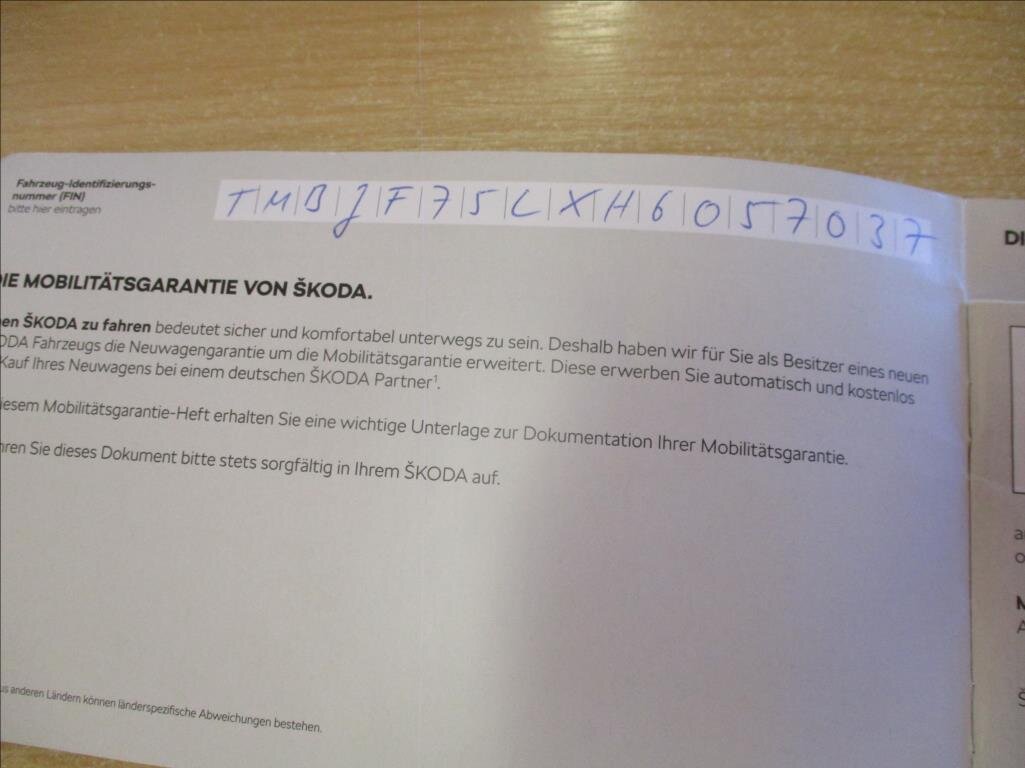 Fahrzeug-Identifizierungs-
nummer (FIN)
bitte hier eintragen
TMBJF75LXH6057037
DIE MOBILITÄTSGARANTIE VON ŠKODA.
en ŠKODA zu fahren bedeutet sicher und komfortabel unterwegs zu sein. Deshalb haben wir für Sie als Besitzer eines neuen
ODA Fahrzeugs die Neuwagengarantie um die Mobilitätsgarantie erweitert. Diese erwerben Sie automatisch und kostenlos
Kauf Ihres Neuwagens bei einem deutschen ŠKODA Partner¹.
iesem Mobilitätsgarantie-Heft erhalten Sie eine wichtige Unterlage zur Dokumentation Ihrer Mobilitätsgarantie.
hren Sie dieses Dokument bitte stets sorgfältig in Ihrem ŠKODA auf.
us anderen Ländern können länderspezifische Abweichungen bestehen.
DI